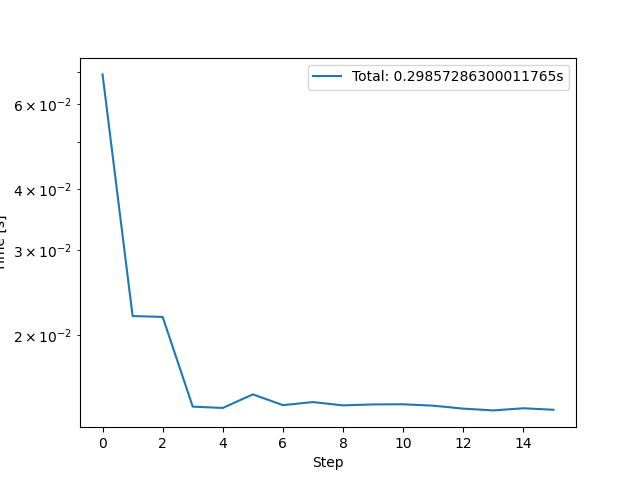 Total: 0.29857286300011765s
6 × 10⁻²
4 × 10⁻²
3 × 10⁻²
2 × 10⁻²
[s]
0 2 4 6 8 10 12 14
Step